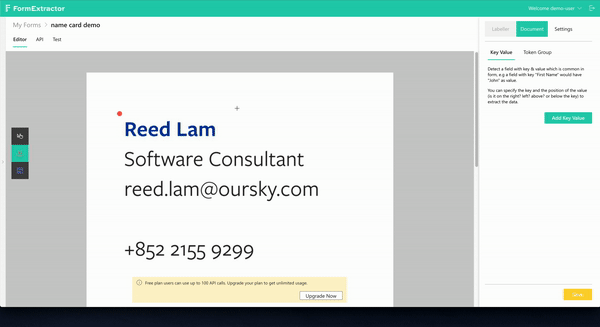 FormExtractor
Welcome demo-user
My Forms > name card demo
Editor API Test
Labeller Document Settings
Key Value Token Group
Detect a field with key & value which is common in
form, e.g a field with key "First Name" would have
"John" as value.
You can specify the key and the position of the value
(is it on the right? left? above? or below the key) to
extract the data.
Add Key Value
Reed Lam
Software Consultant
reed.lam@oursky.com
+852 2155 9299
Free plan users can use up to 100 API calls. Upgrade your plan to get unlimited usage.
Upgrade Now
Save